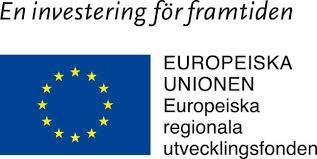 En investering för framtiden
EUROPEISKA
UNIONEN
Europeiska
regionala
utvecklingsfonden